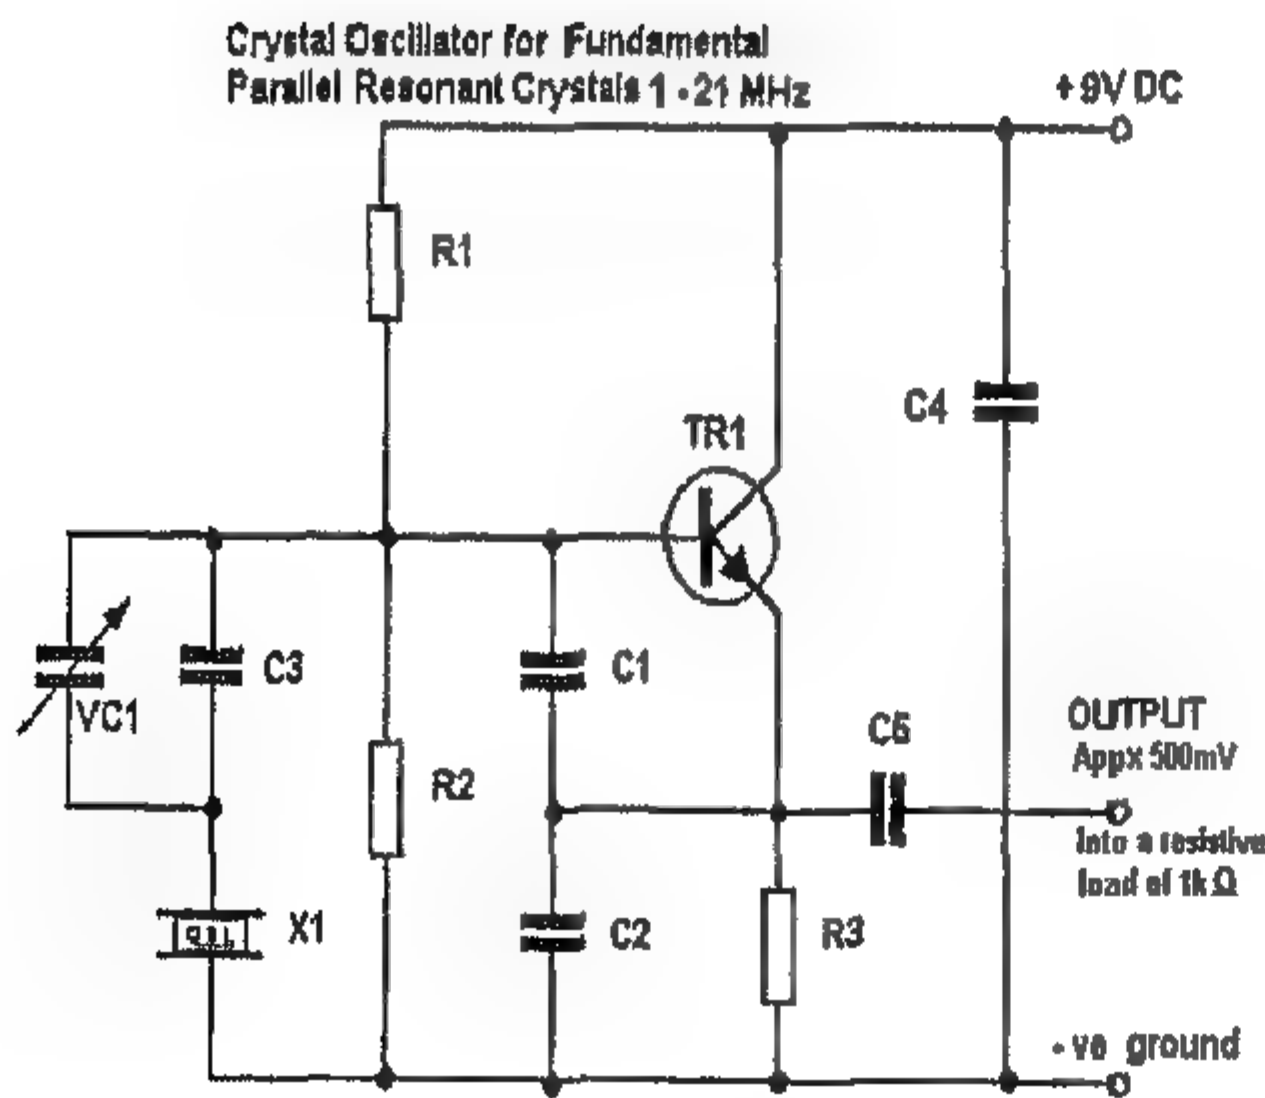 Crystal Oscillator for Fundamental
Parallel Resonant Crystals 1 - 21 MHz
+9V DC
R1
C4
TR1
C3
C1
VC1
OUTPUT
C5
Appx 500mV
R2
Into a resistive
load of 1k Ω
X1
C2
R3
- ve ground